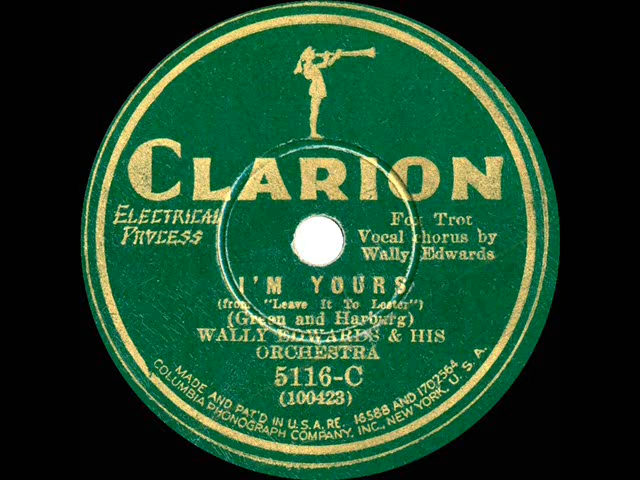 CLARION
ELECTRICAL
PROCESS
Fox Trot
Vocal chorus by
Wally Edwards
I'M YOURS
(from "Leave It To Lester")
(Green and Harburg)
WALLY EDWARDS & HIS
ORCHESTRA
5116-C
(100423)
MADE AND PAT'D IN U.S.A. RE. 16588 AND 1702564
COLUMBIA PHONOGRAPH COMPANY, INC., NEW YORK, U.S.A.